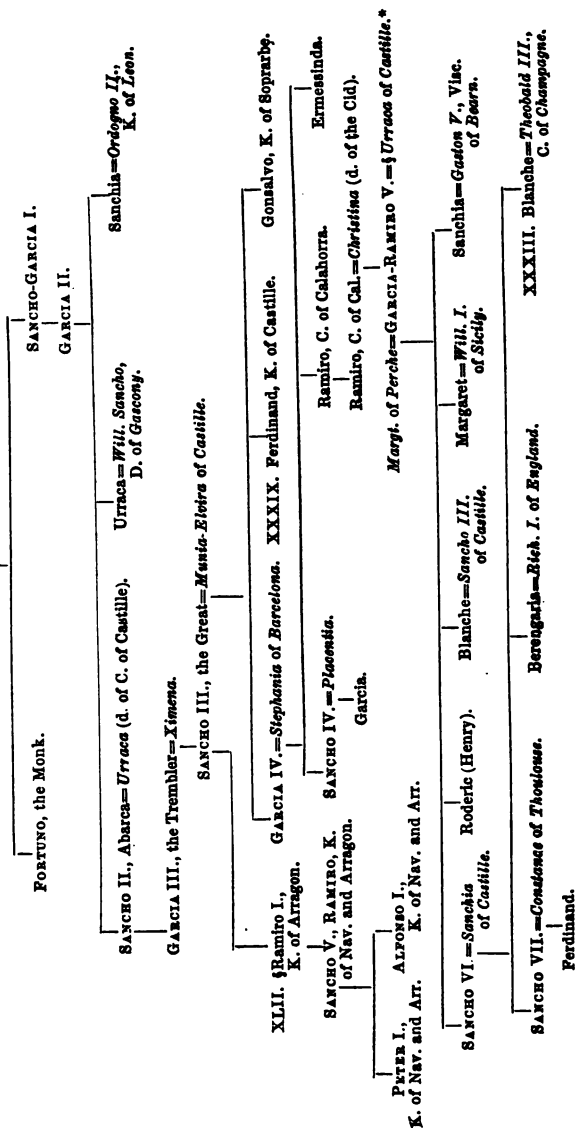 FORTUNO, the Monk.
SANCHO-GARCIA I.
GARCIA II.
SANCHO II., Abarca=Urraca (d. of C. of Castille).
Urraca=Will. Sancho,
D. of Gascony.
Sanchia=Ordogno II.,
K. of Leon.
GARCIA III., the Trembler=Ximena.
SANCHO III., the Great=Munia-Elvira of Castille.
XLII. §Ramiro I.,
K. of Arragon.
GARCIA IV.=Stephania of Barcelona.
XXXIX. Ferdinand, K. of Castille.
Gonsalvo, K. of Soprarbe.
SANCHO V., RAMIRO, K.
of Nav. and Arragon.
SANCHO IV.=Placentia.
Garcia.
Ramiro, C. of Calahorra.
Ermessinda.
Ramiro, C. of Cal.=Christina (d. of the Cid).
PETER I.,
K. of Nav. and Arr.
ALFONSO I.,
K. of Nav. and Arr.
Margt. of Perche=GARCIA-RAMIRO V.=§Urraca of Castille.*
SANCHO VI.=Sanchia
of Castille.
Roderic (Henry).
Blanche=Sancho III.
of Castille.
Margaret=Will. I.
of Sicily.
Sanchia=Gaston V., Visc.
of Bearn.
SANCHO VII.=Constance of Thoulouse.
Ferdinand.
Berengaria=Rich. I. of England.
XXXIII. Blanche=Theobald III.,
C. of Champagne.